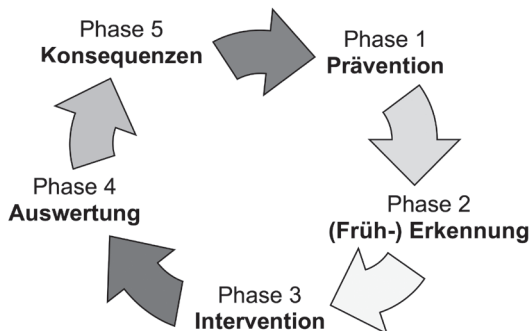 Phase 1
Prävention
Phase 2
(Früh-) Erkennung
Phase 3
Intervention
Phase 4
Auswertung
Phase 5
Konsequenzen